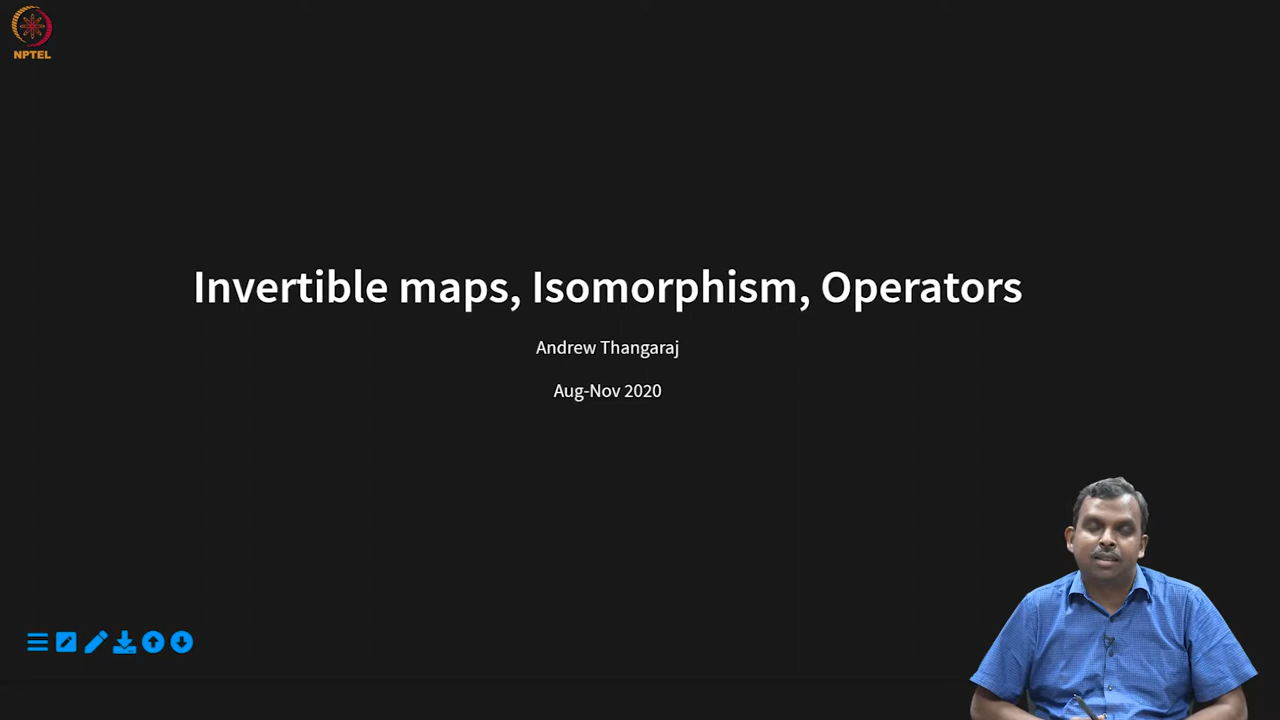 NPTEL
Invertible maps, Isomorphism, Operators
Andrew Thangaraj
Aug-Nov 2020